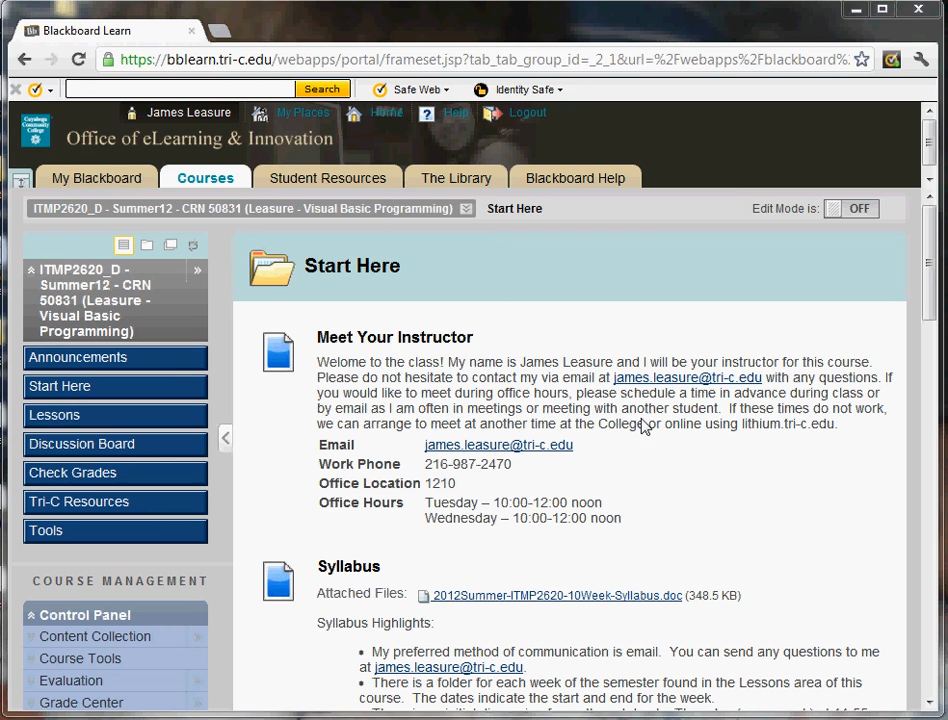 Blackboard Learn
https://bblearn.tri-c.edu/webapps/portal/frameset.jsp?tab_tab_group_id=_2_1&url=%2Fwebapps%2Fblackboard%
Search
Safe Web
Identity Safe
James Leasure
My Places
Home
Help
Logout
Cuyahoga Community College
Office of eLearning & Innovation
My Blackboard
Courses
Student Resources
The Library
Blackboard Help
ITMP2620_D - Summer12 - CRN 50831 (Leasure - Visual Basic Programming)
Start Here
Edit Mode is:
OFF
ITMP2620_D -
Summer12 - CRN
50831 (Leasure -
Visual Basic
Programming)
Announcements
Start Here
Lessons
Discussion Board
Check Grades
Tri-C Resources
Tools
COURSE MANAGEMENT
Control Panel
Content Collection
Course Tools
Evaluation
Grade Center
Start Here
Meet Your Instructor
Welome to the class! My name is James Leasure and I will be your instructor for this course.
Please do not hesitate to contact my via email at james.leasure@tri-c.edu with any questions. If
you would like to meet during office hours, please schedule a time in advance during class or
by email as I am often in meetings or meeting with another student.  If these times do not work,
we can arrange to meet at another time at the College or online using lithium.tri-c.edu.
Email james.leasure@tri-c.edu
Work Phone 216-987-2470
Office Location 1210
Office Hours Tuesday – 10:00-12:00 noon
Wednesday – 10:00-12:00 noon
Syllabus
Attached Files: 2012Summer-ITMP2620-10Week-Syllabus.doc (348.5 KB)
Syllabus Highlights:
• My preferred method of communication is email.  You can send any questions to me
at james.leasure@tri-c.edu.
• There is a folder for each week of the semester found in the Lessons area of this
course.  The dates indicate the start and end for the week.